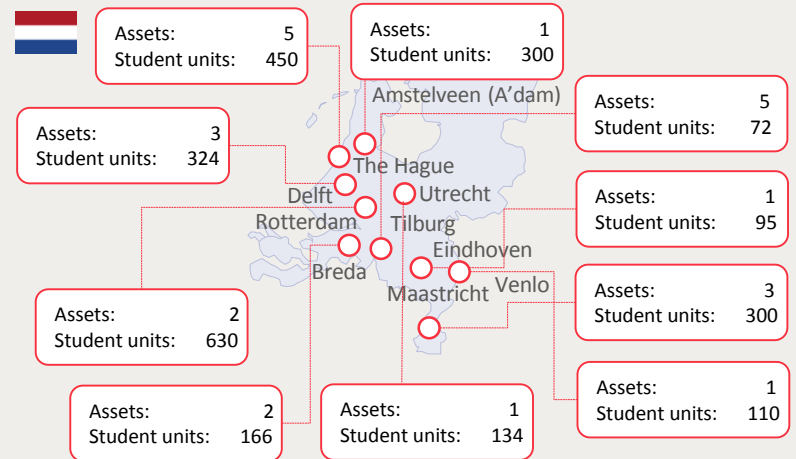 Assets: 5
Student units: 450
Assets: 1
Student units: 300
Amstelveen (A’dam)
Assets: 5
Student units: 72
Assets: 3
Student units: 324
The Hague
Delft
Utrecht
Rotterdam
Tilburg
Assets: 1
Student units: 95
Eindhoven
Breda
Venlo
Maastricht
Assets: 3
Student units: 300
Assets: 2
Student units: 630
Assets: 2
Student units: 166
Assets: 1
Student units: 134
Assets: 1
Student units: 110